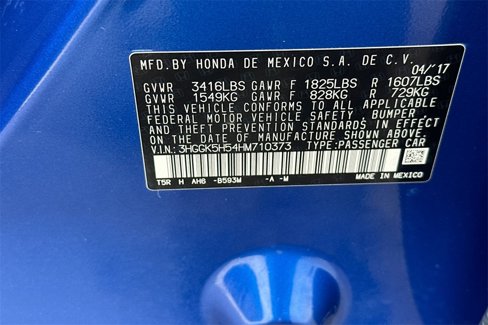 MFD.BY HONDA DE MEXICO S.A. DE C.V.
04/'17
GVWR 3416LBS GAWR F 1825LBS R 1607LBS
GVWR 1549KG GAWR F 828KG R 729KG
THIS VEHICLE CONFORMS TO ALL APPLICABLE
FEDERAL MOTOR VEHICLE SAFETY, BUMPER
AND THEFT PREVENTION STANDARDS IN EFFECT
ON THE DATE OF MANUFACTURE SHOWN ABOVE.
V.I.N.: 3HGGK5H54HM710373 TYPE:PASSENGER CAR
T5R H AH6 -B593M -A -M MADE IN MEXICO